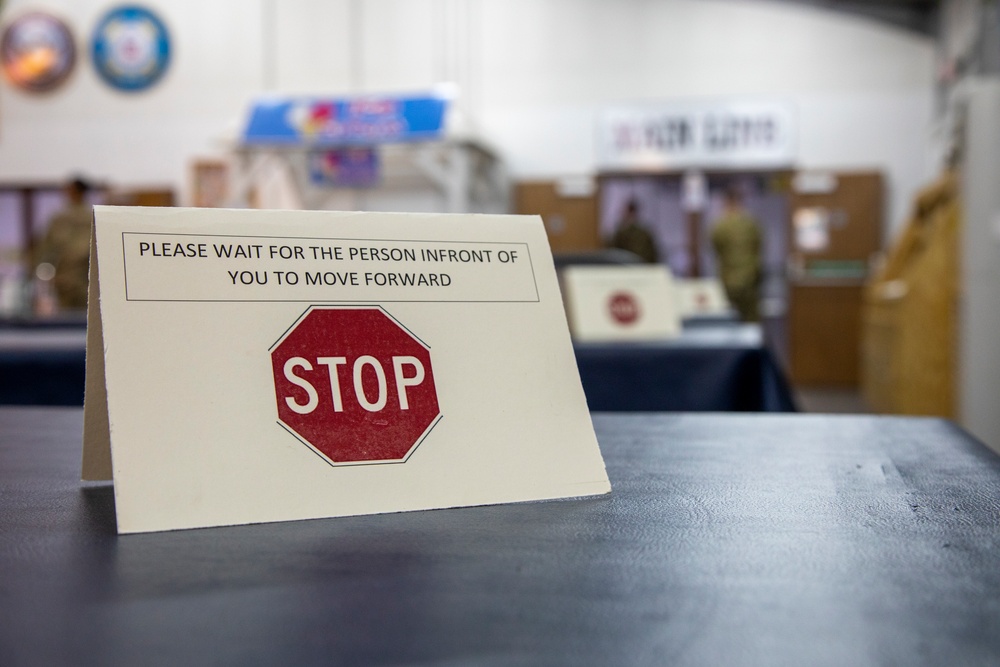 PLEASE WAIT FOR THE PERSON INFRONT OF
YOU TO MOVE FORWARD
STOP